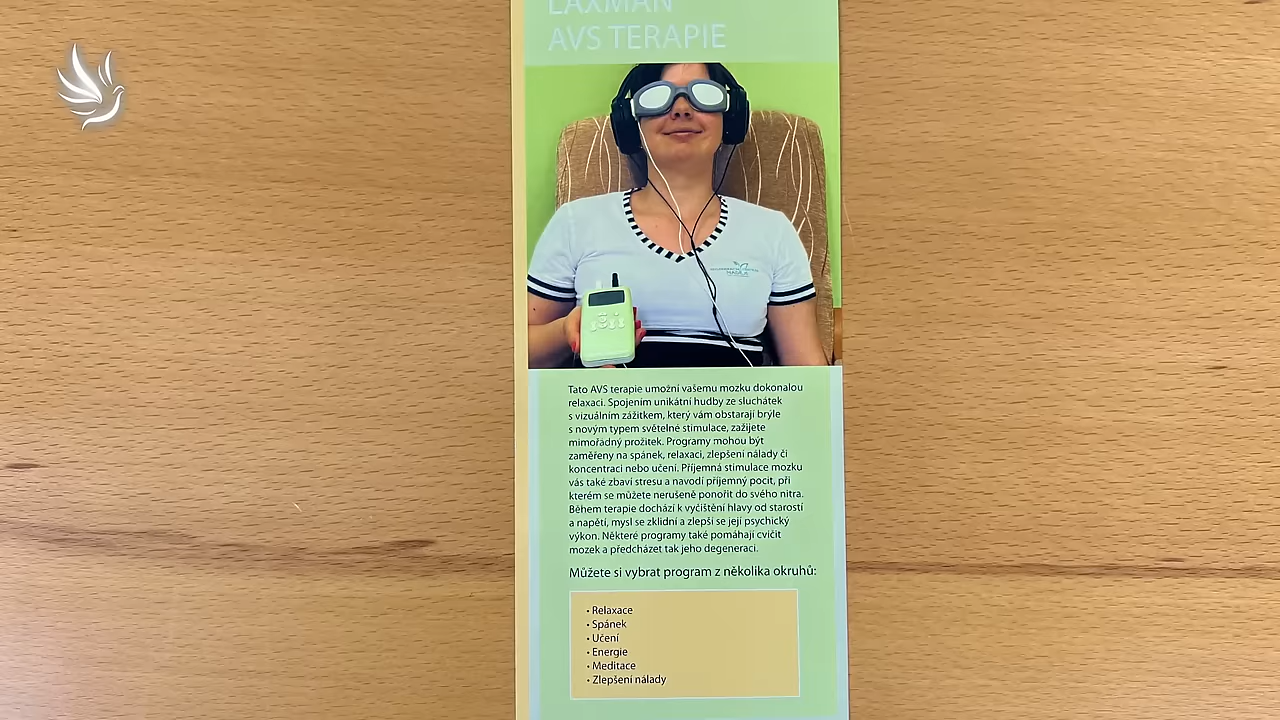 LAXMAN
AVS TERAPIE
Tato AVS terapie umožní vašemu mozku dokonalou
relaxaci. Spojením unikátní hudby ze sluchátek
s vizuálním zážitkem, který vám obstarají brýle
s novým typem světelné stimulace, zažijete
mimořádný prožitek. Programy mohou být
zaměřeny na spánek, relaxaci, zlepšení nálady či
koncentraci nebo učení. Příjemná stimulace mozku
vás také zbaví stresu a navodí příjemný pocit, při
kterém se můžete nerušeně ponořit do svého nitra.
Během terapie dochází k vyčištění hlavy od starostí
a napětí, mysl se zklidní a zlepší se její psychický
výkon. Některé programy také pomáhají cvičit
mozek a předcházet tak jeho degeneraci.
Můžete si vybrat program z několika okruhů:
• Relaxace
• Spánek
• Učení
• Energie
• Meditace
• Zlepšení nálady